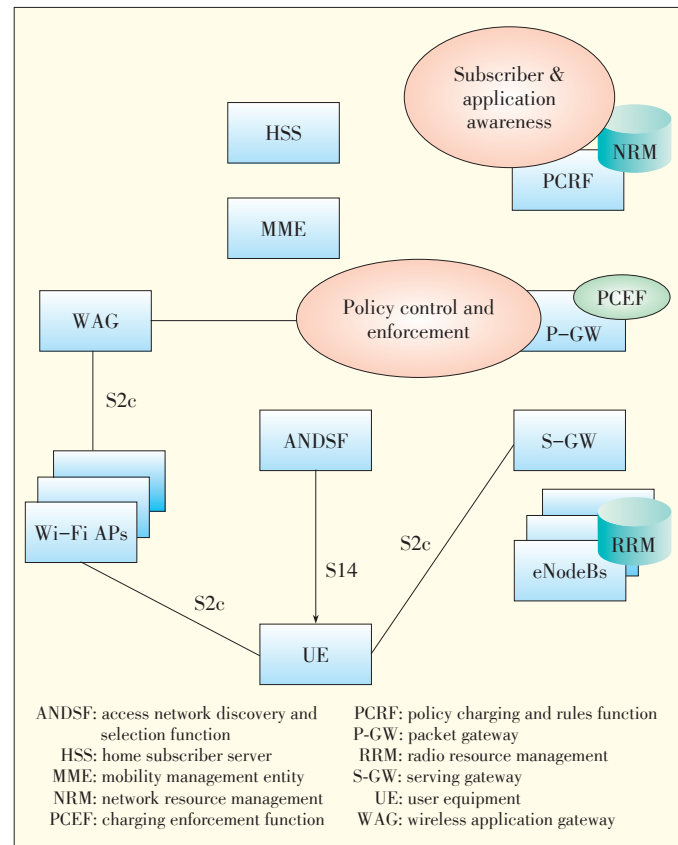 Subscriber &
application
awareness
HSS
NRM
PCRF
MME
PCEF
WAG
Policy control and
enforcement
P-GW
S2c
ANDSF
S-GW
Wi-Fi APs
S2c
RRM
eNodeBs
S14
S2c
UE
ANDSF: access network discovery and
selection function
HSS: home subscriber server
MME: mobility management entity
NRM: network resource management
PCEF: charging enforcement function
PCRF: policy charging and rules function
P-GW: packet gateway
RRM: radio resource management
S-GW: serving gateway
UE: user equipment
WAG: wireless application gateway